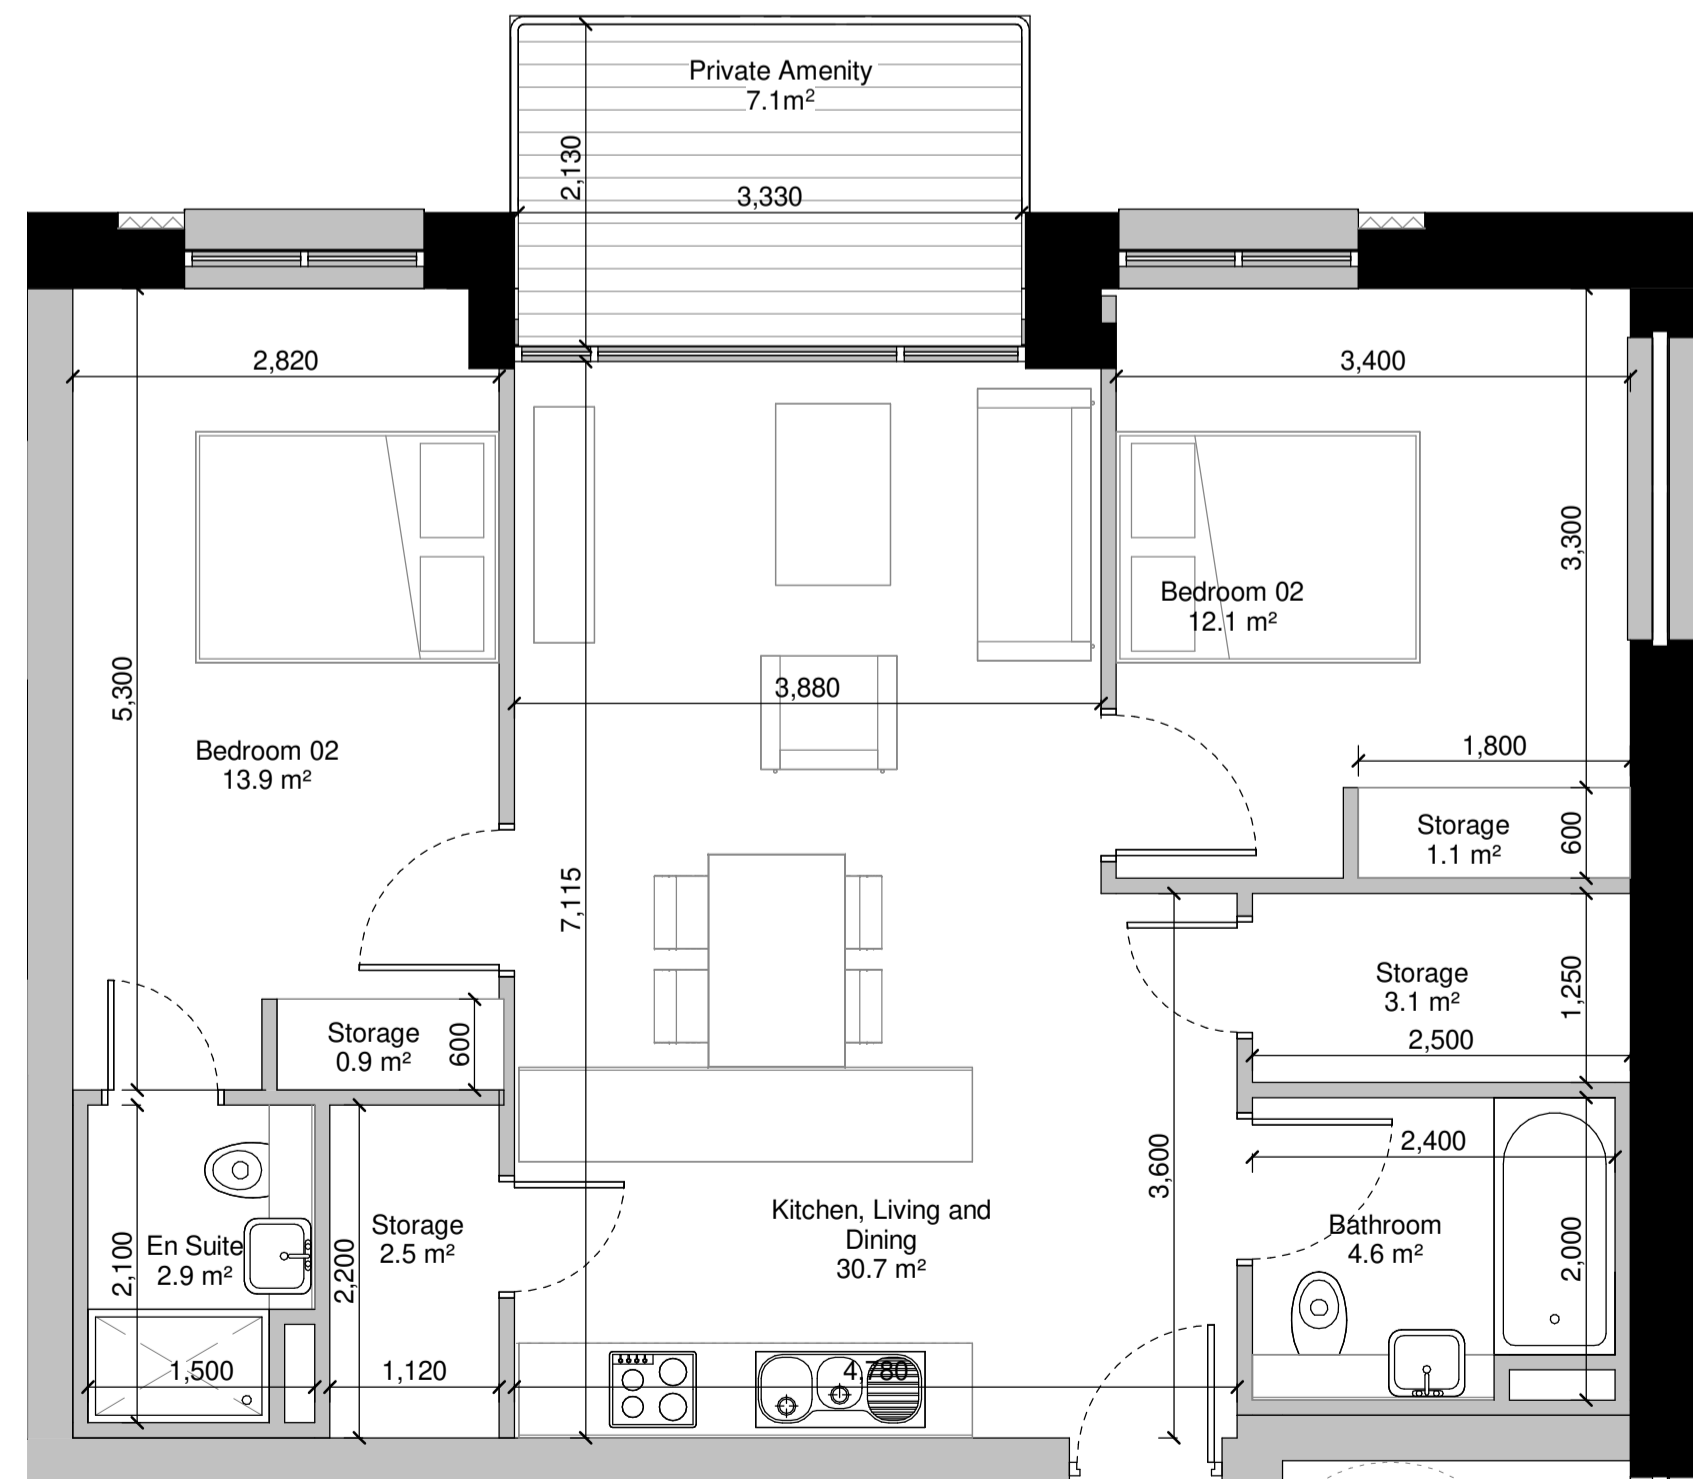 Private Amenity
7.1m²
2,130
3,330
2,820
3,400
3,300
Bedroom 02
12.1 m²
5,300
3,880
Bedroom 02
13.9 m²
1,800
Storage
1.1 m²
600
7,115
Storage
3.1 m²
1,250
2,500
Storage
0.9 m²
600
2,400
3,600
Kitchen, Living and
Dining
30.7 m²
Bathroom
4.6 m²
2,000
Storage
2.5 m²
2,200
En Suite
2.9 m²
2,100
1,500
1,120
4,780